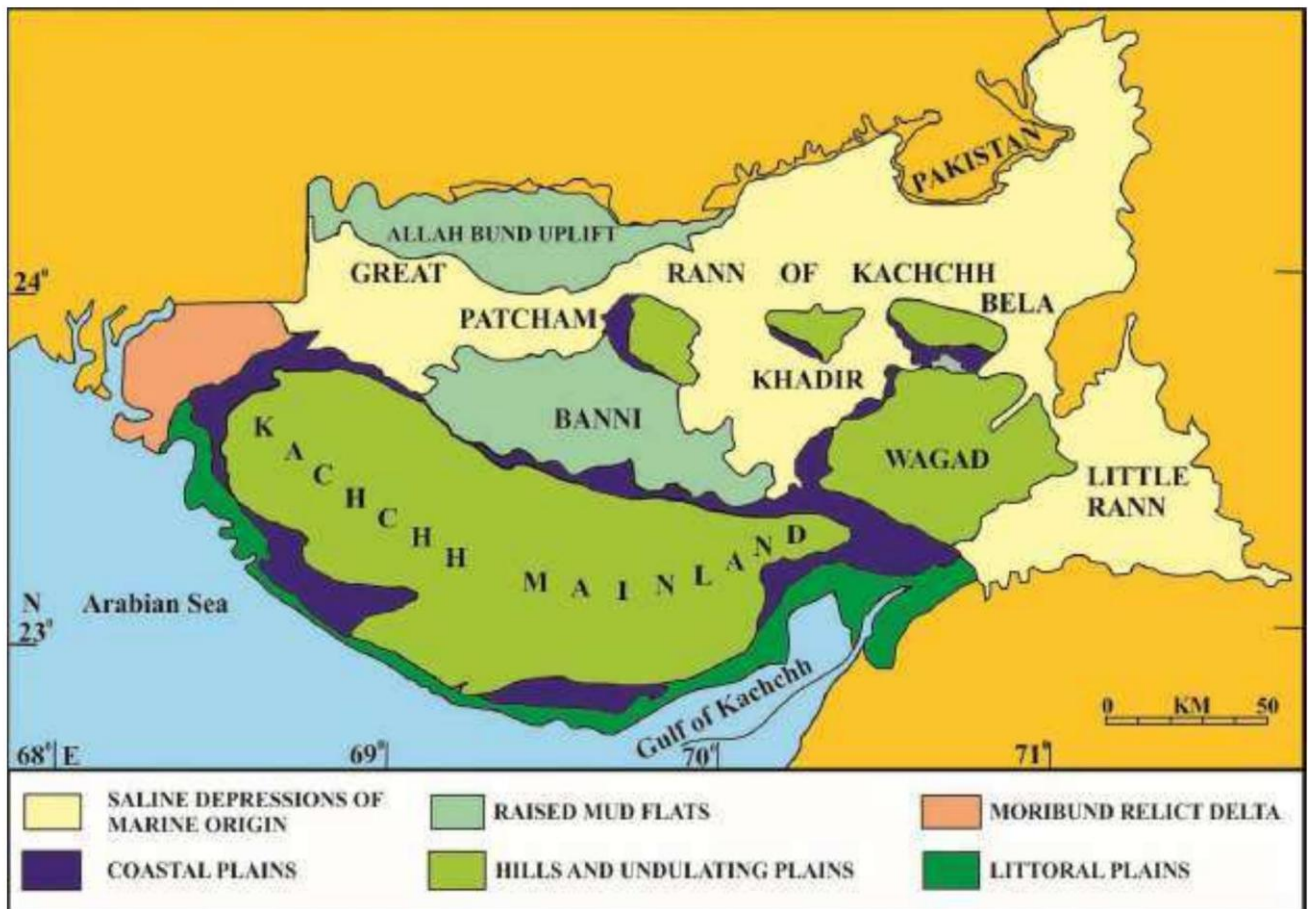 PAKISTAN
ALLAH BUND UPLIFT
24°
GREAT RANN OF KACHCHH
BELA
PATCHAM
KHADIR
BANNI
KACHCHH MAINLAND
WAGAD
LITTLE
RANN
N
23°
Arabian Sea
Gulf of Kachchh
0 KM 50
68° E 69° 70° 71°
SALINE DEPRESSIONS OF
MARINE ORIGIN
RAISED MUD FLATS
MORIBUND RELICT DELTA
COASTAL PLAINS
HILLS AND UNDULATING PLAINS
LITTORAL PLAINS